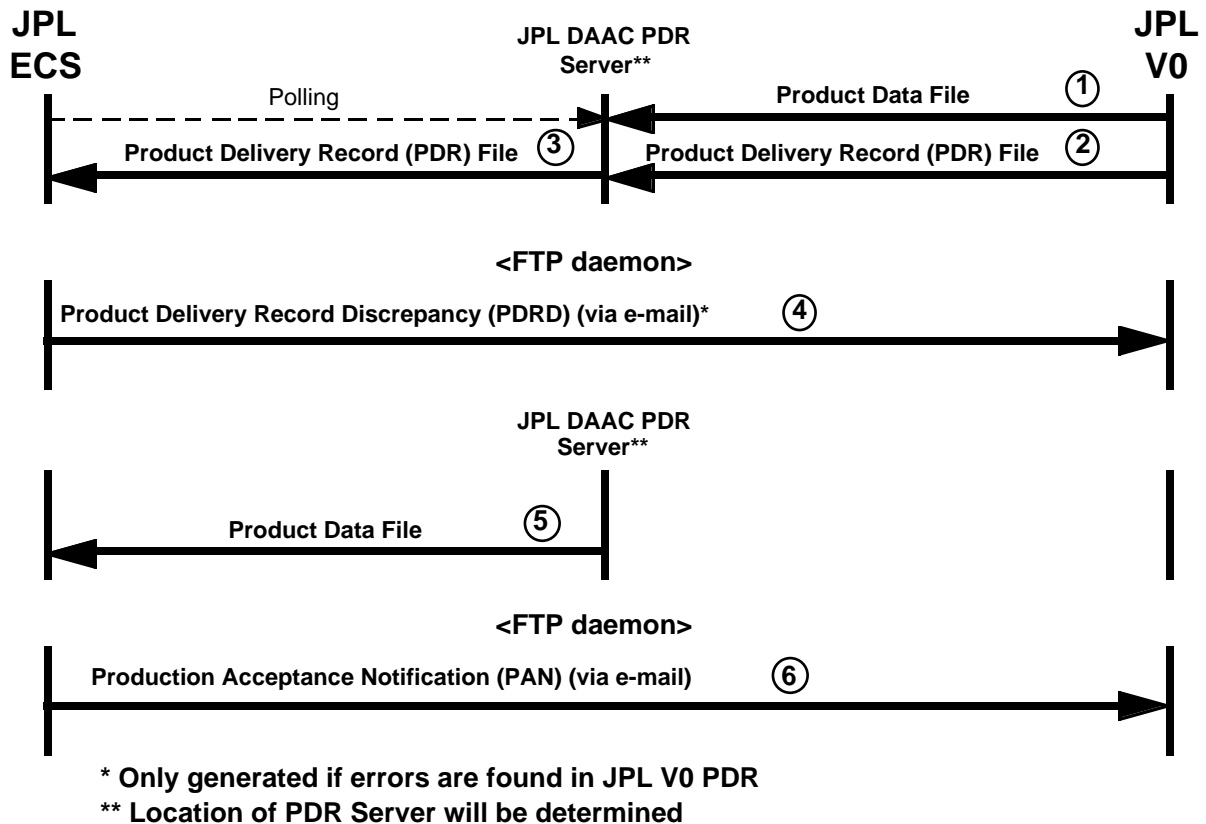 JPL
ECS
JPL DAAC PDR
Server**
JPL
V0
Polling
Product Data File 1
Product Delivery Record (PDR) File 3
Product Delivery Record (PDR) File 2
<FTP daemon>
Product Delivery Record Discrepancy (PDRD) (via e-mail)* 4
JPL DAAC PDR
Server**
Product Data File 5
<FTP daemon>
Production Acceptance Notification (PAN) (via e-mail) 6
* Only generated if errors are found in JPL V0 PDR
** Location of PDR Server will be determined